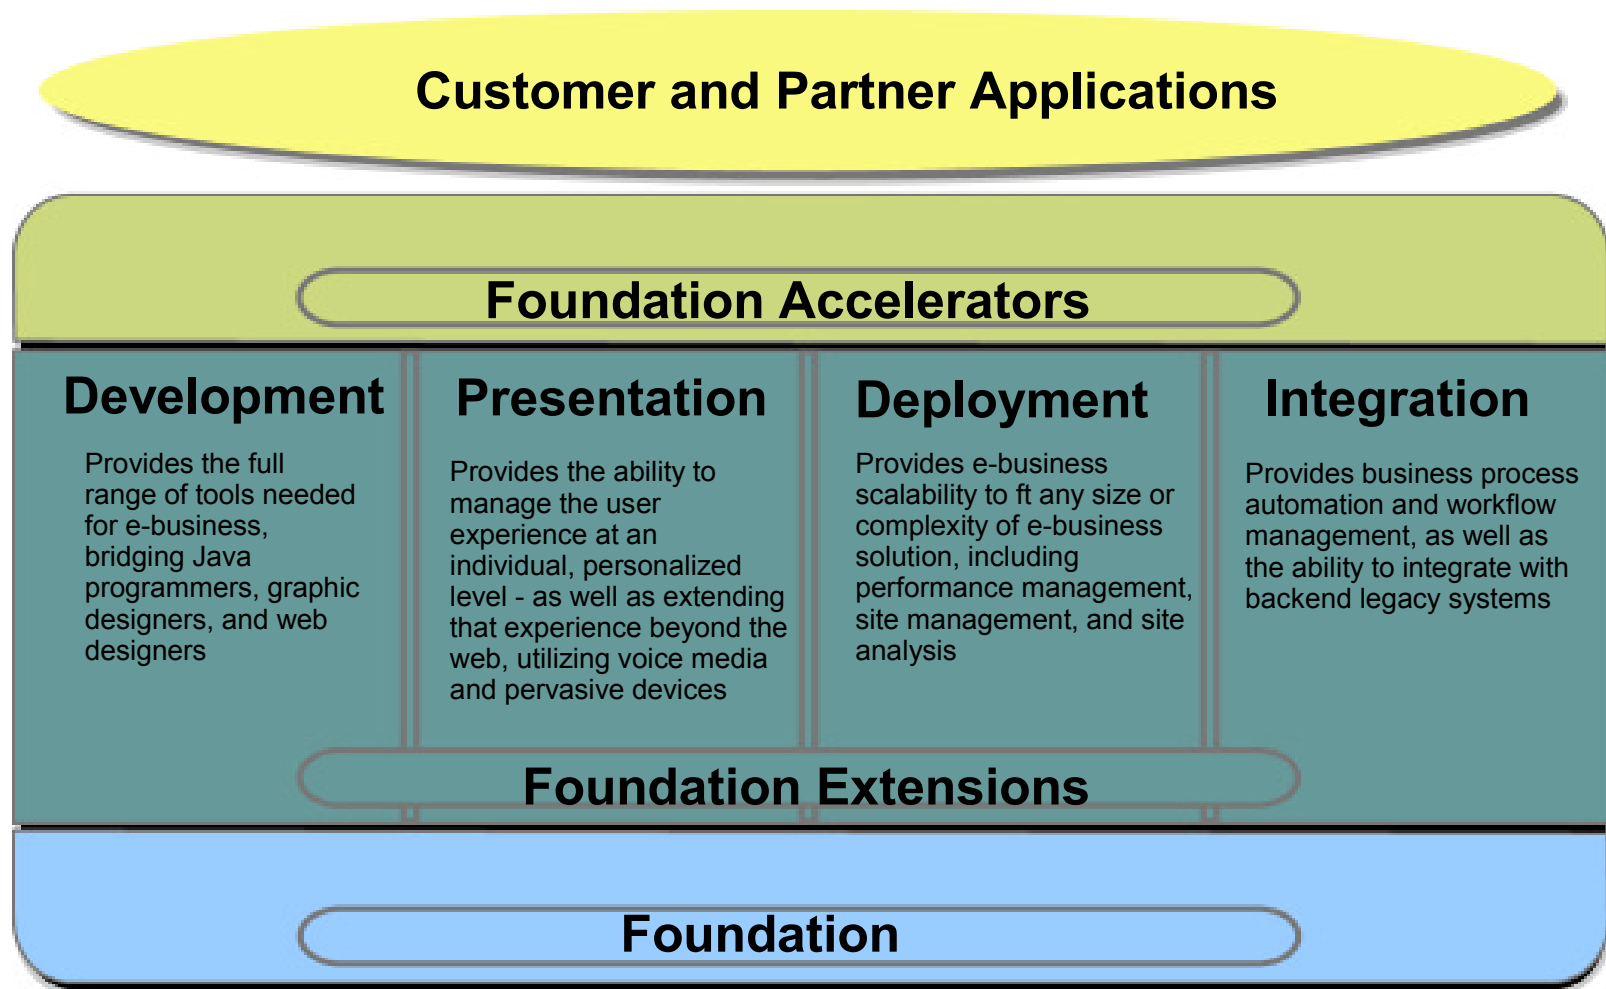 Customer and Partner Applications
Foundation Accelerators
Development
Provides the full
range of tools needed
for e-business,
bridging Java
programmers, graphic
designers, and web
designers
Presentation
Provides the ability to
manage the user
experience at an
individual, personalized
level - as well as extending
that experience beyond the
web, utilizing voice media
and pervasive devices
Deployment
Provides e-business
scalability to ft any size or
complexity of e-business
solution, including
performance management,
site management, and site
analysis
Integration
Provides business process
automation and workflow
management, as well as
the ability to integrate with
backend legacy systems
Foundation Extensions
Foundation